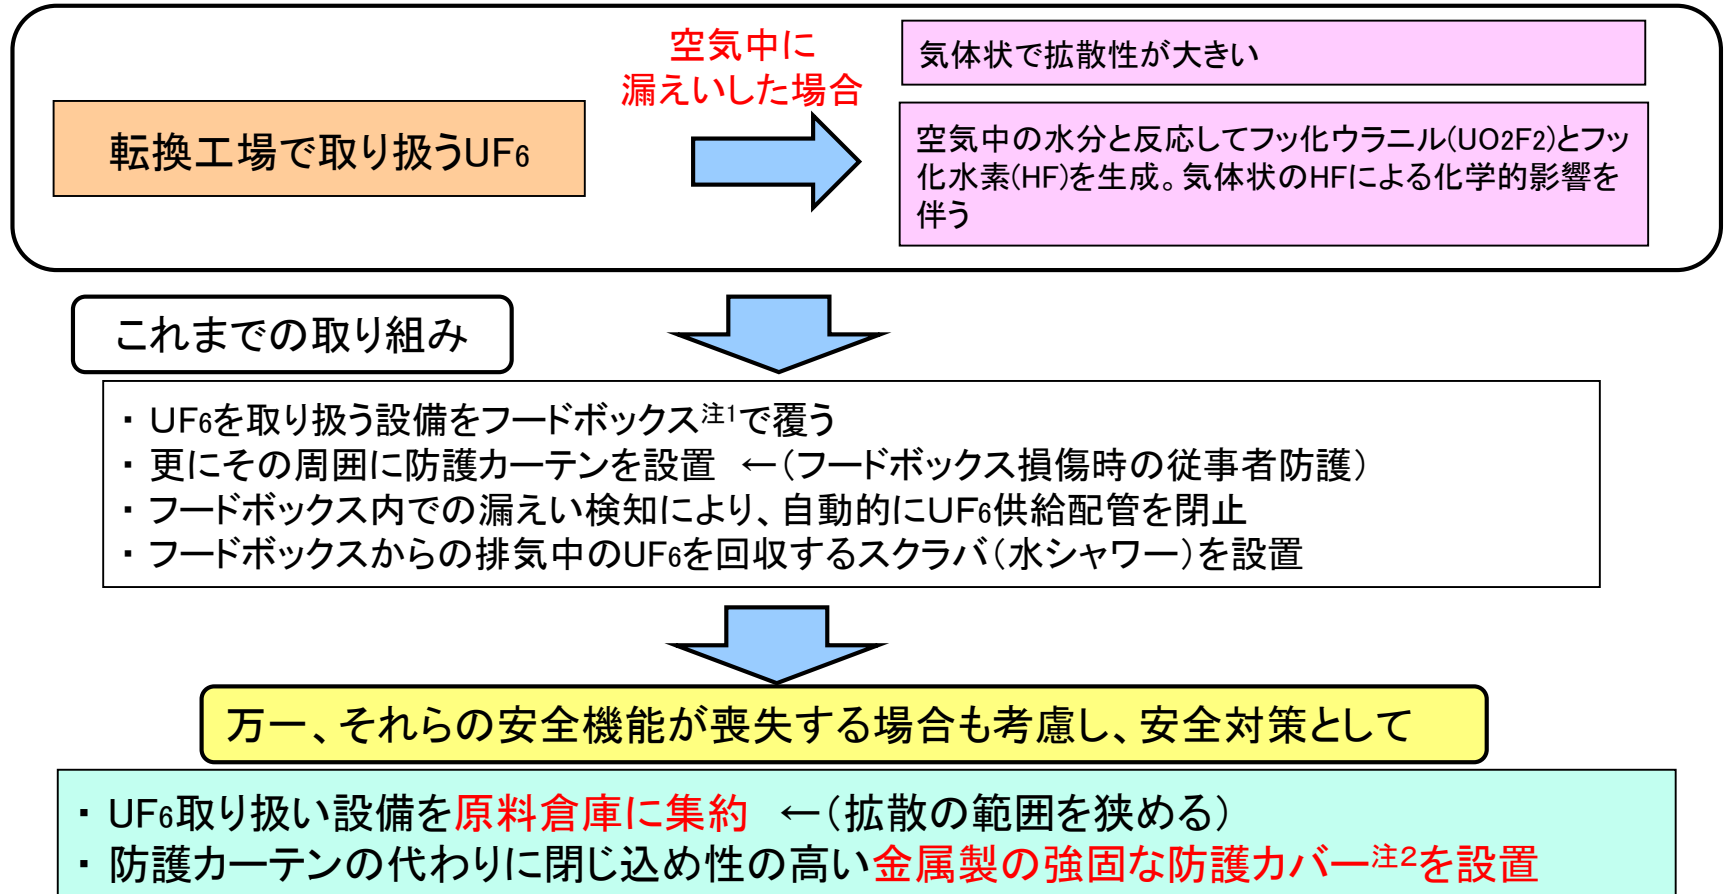 転換工場で取り扱うUF6
空気中に
漏えいした場合
気体状で拡散性が大きい
空気中の水分と反応してフッ化ウラニル(UO2F2)とフッ
化水素(HF)を生成。気体状のHFによる化学的影響を
伴う
これまでの取り組み
・ UF6を取り扱う設備をフードボックス注1で覆う
・ 更にその周囲に防護カーテンを設置 ←(フードボックス損傷時の従事者防護)
・ フードボックス内での漏えい検知により、自動的にUF6供給配管を閉止
・ フードボックスからの排気中のUF6を回収するスクラバ(水シャワー)を設置
万一、それらの安全機能が喪失する場合も考慮し、安全対策として
・ UF6取り扱い設備を原料倉庫に集約 ←(拡散の範囲を狭める)
・ 防護カーテンの代わりに閉じ込め性の高い金属製の強固な防護カバー注2を設置